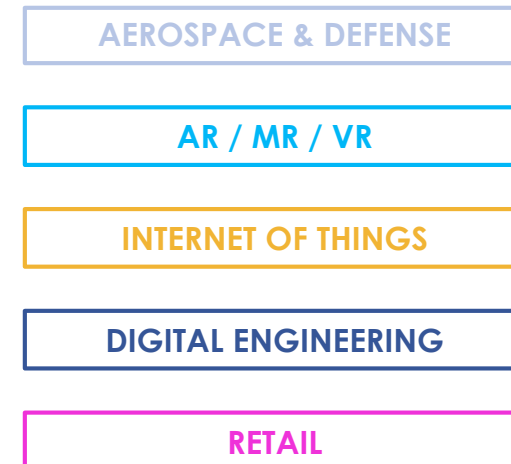 AEROSPACE & DEFENSE
AR / MR / VR
INTERNET OF THINGS
DIGITAL ENGINEERING
RETAIL